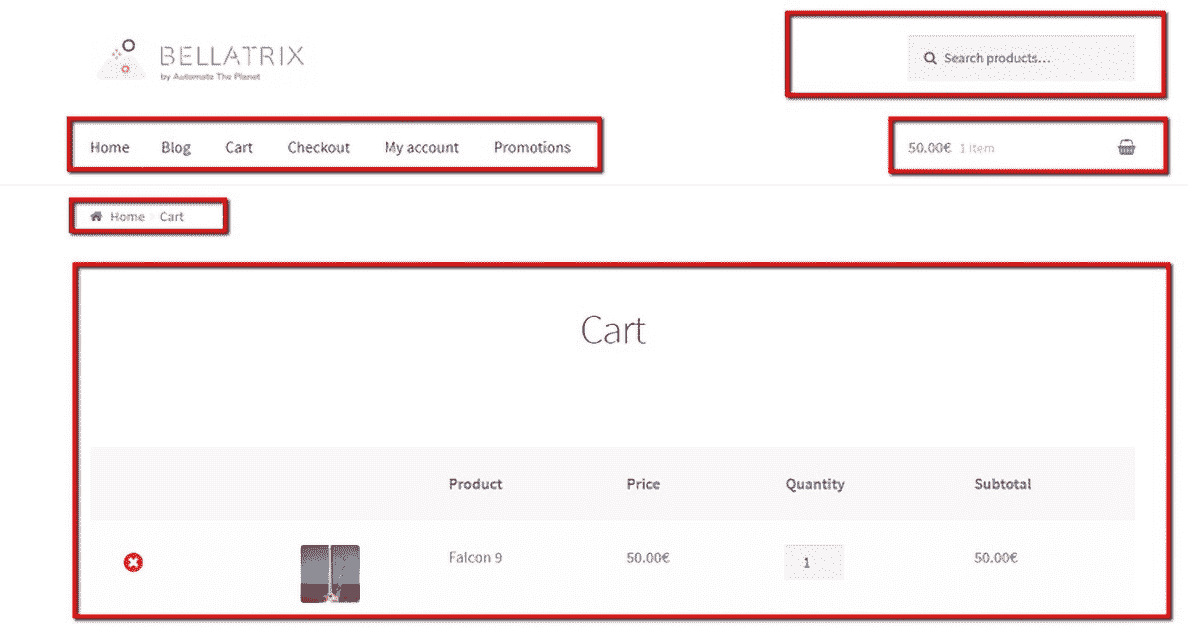 BELLATRIX
by Automate The Planet
Search products...
Home Blog Cart Checkout My account Promotions
50.00€ 1 item
Home Cart
Cart
Product Price Quantity Subtotal
Falcon 9 50.00€ 1 50.00€